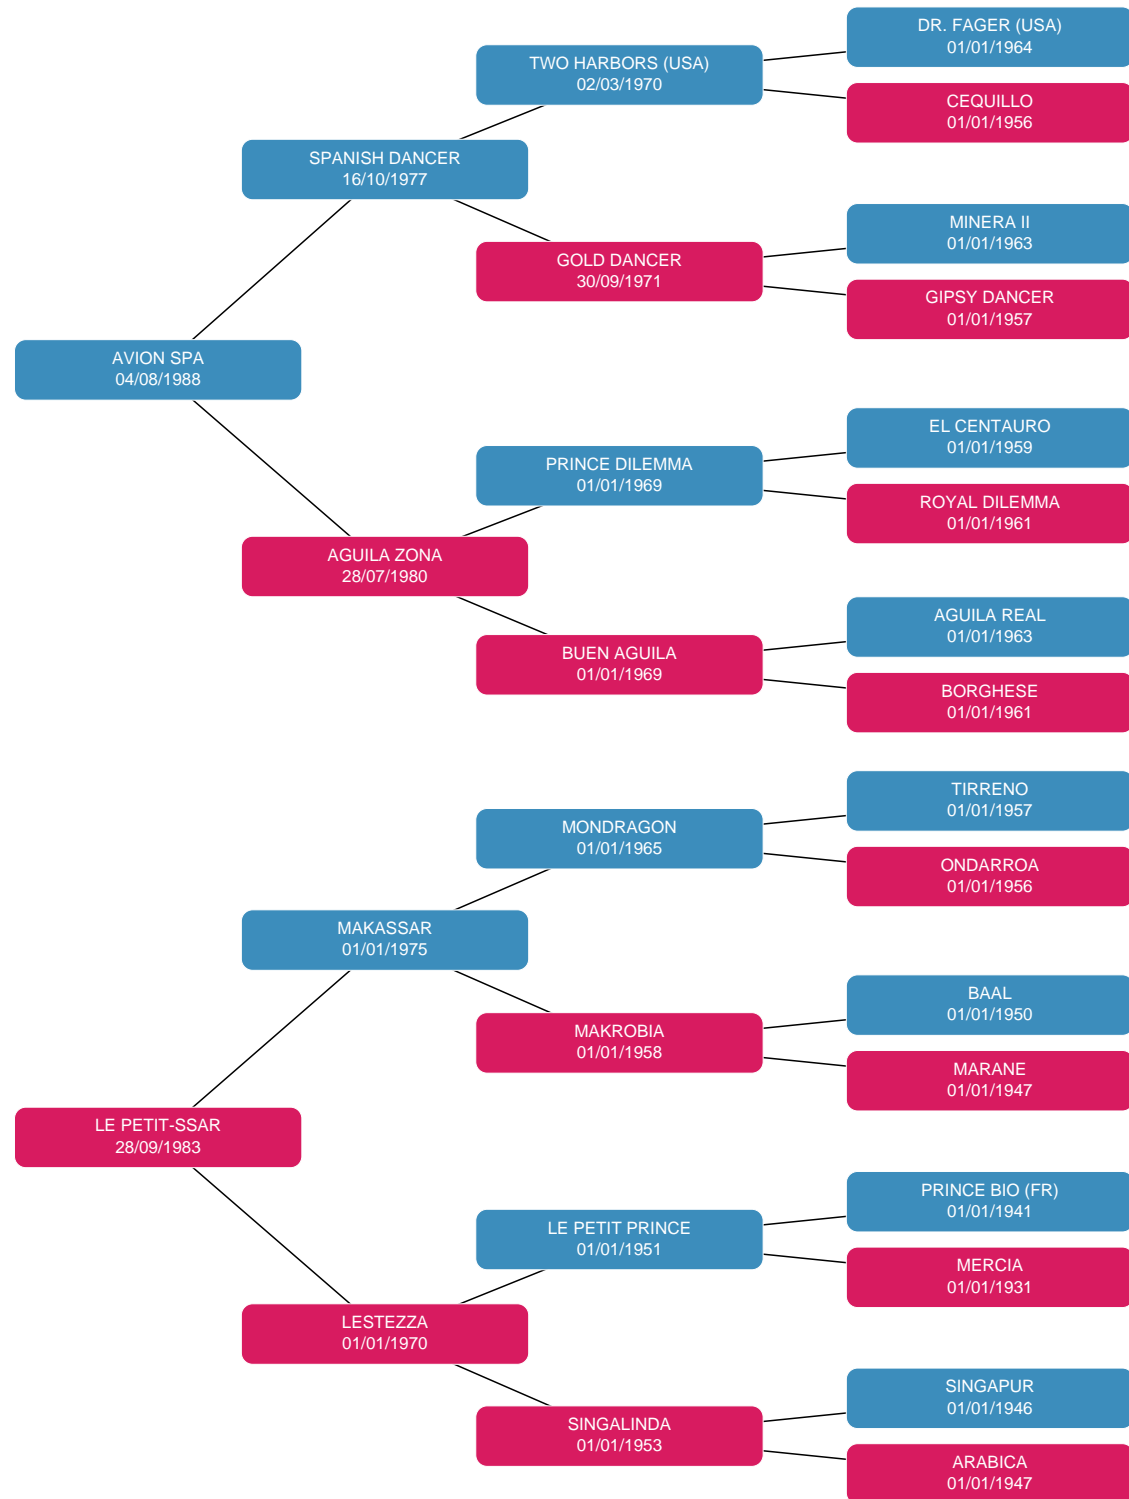 DR. FAGER (USA)
01/01/1964
TWO HARBORS (USA)
02/03/1970
CEQUILLO
01/01/1956
SPANISH DANCER
16/10/1977
MINERA II
01/01/1963
GOLD DANCER
30/09/1971
GIPSY DANCER
01/01/1957
AVION SPA
04/08/1988
EL CENTAURO
01/01/1959
PRINCE DILEMMA
01/01/1969
ROYAL DILEMMA
01/01/1961
AGUILA ZONA
28/07/1980
AGUILA REAL
01/01/1963
BUEN AGUILA
01/01/1969
BORGHESE
01/01/1961
TIRRENO
01/01/1957
MONDRAGON
01/01/1965
ONDARROA
01/01/1956
MAKASSAR
01/01/1975
BAAL
01/01/1950
MAKROBIA
01/01/1958
MARANE
01/01/1947
LE PETIT-SSAR
28/09/1983
PRINCE BIO (FR)
01/01/1941
LE PETIT PRINCE
01/01/1951
MERCIA
01/01/1931
LESTEZZA
01/01/1970
SINGAPUR
01/01/1946
SINGALINDA
01/01/1953
ARABICA
01/01/1947